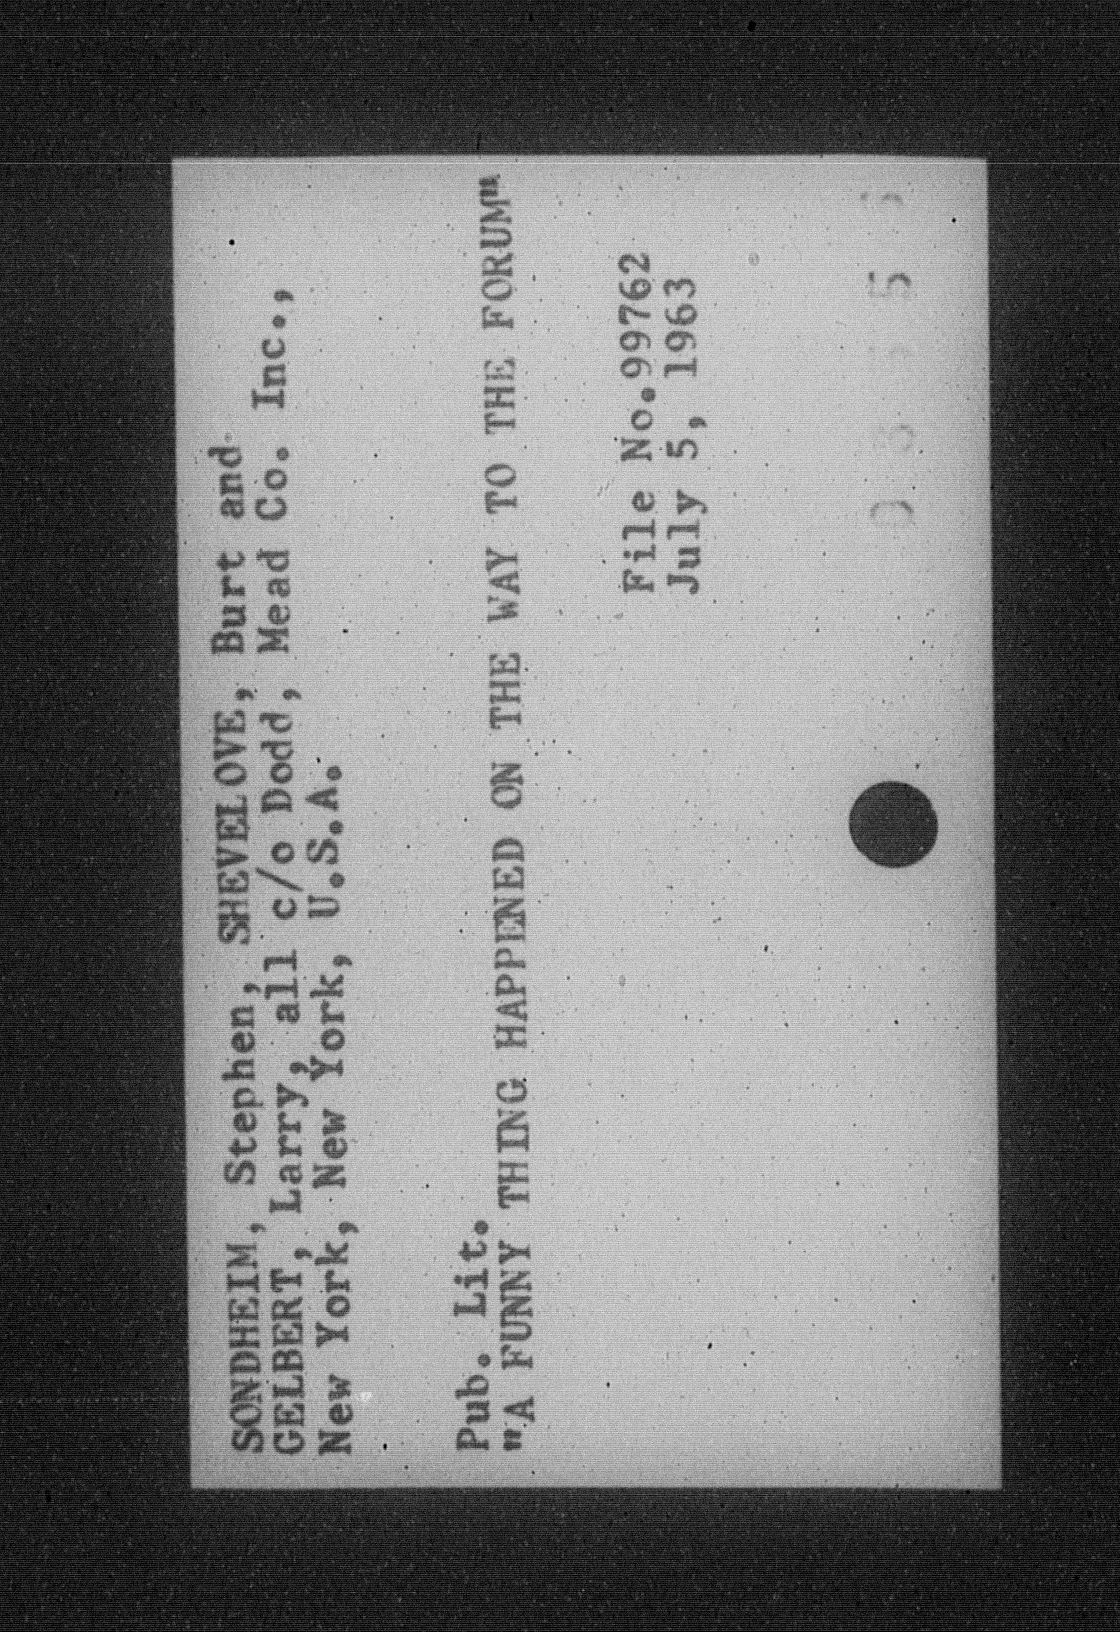 SONDHEIM, Stephen, SHEVELOVE, Burt and
GELBERT, Larry, all c/o Dodd, Mead Co. Inc.,
New York, New York, U.S.A.
Pub. Lit.
"A FUNNY THING HAPPENED ON THE WAY TO THE FORUM"
File No.99762
July 5, 1963